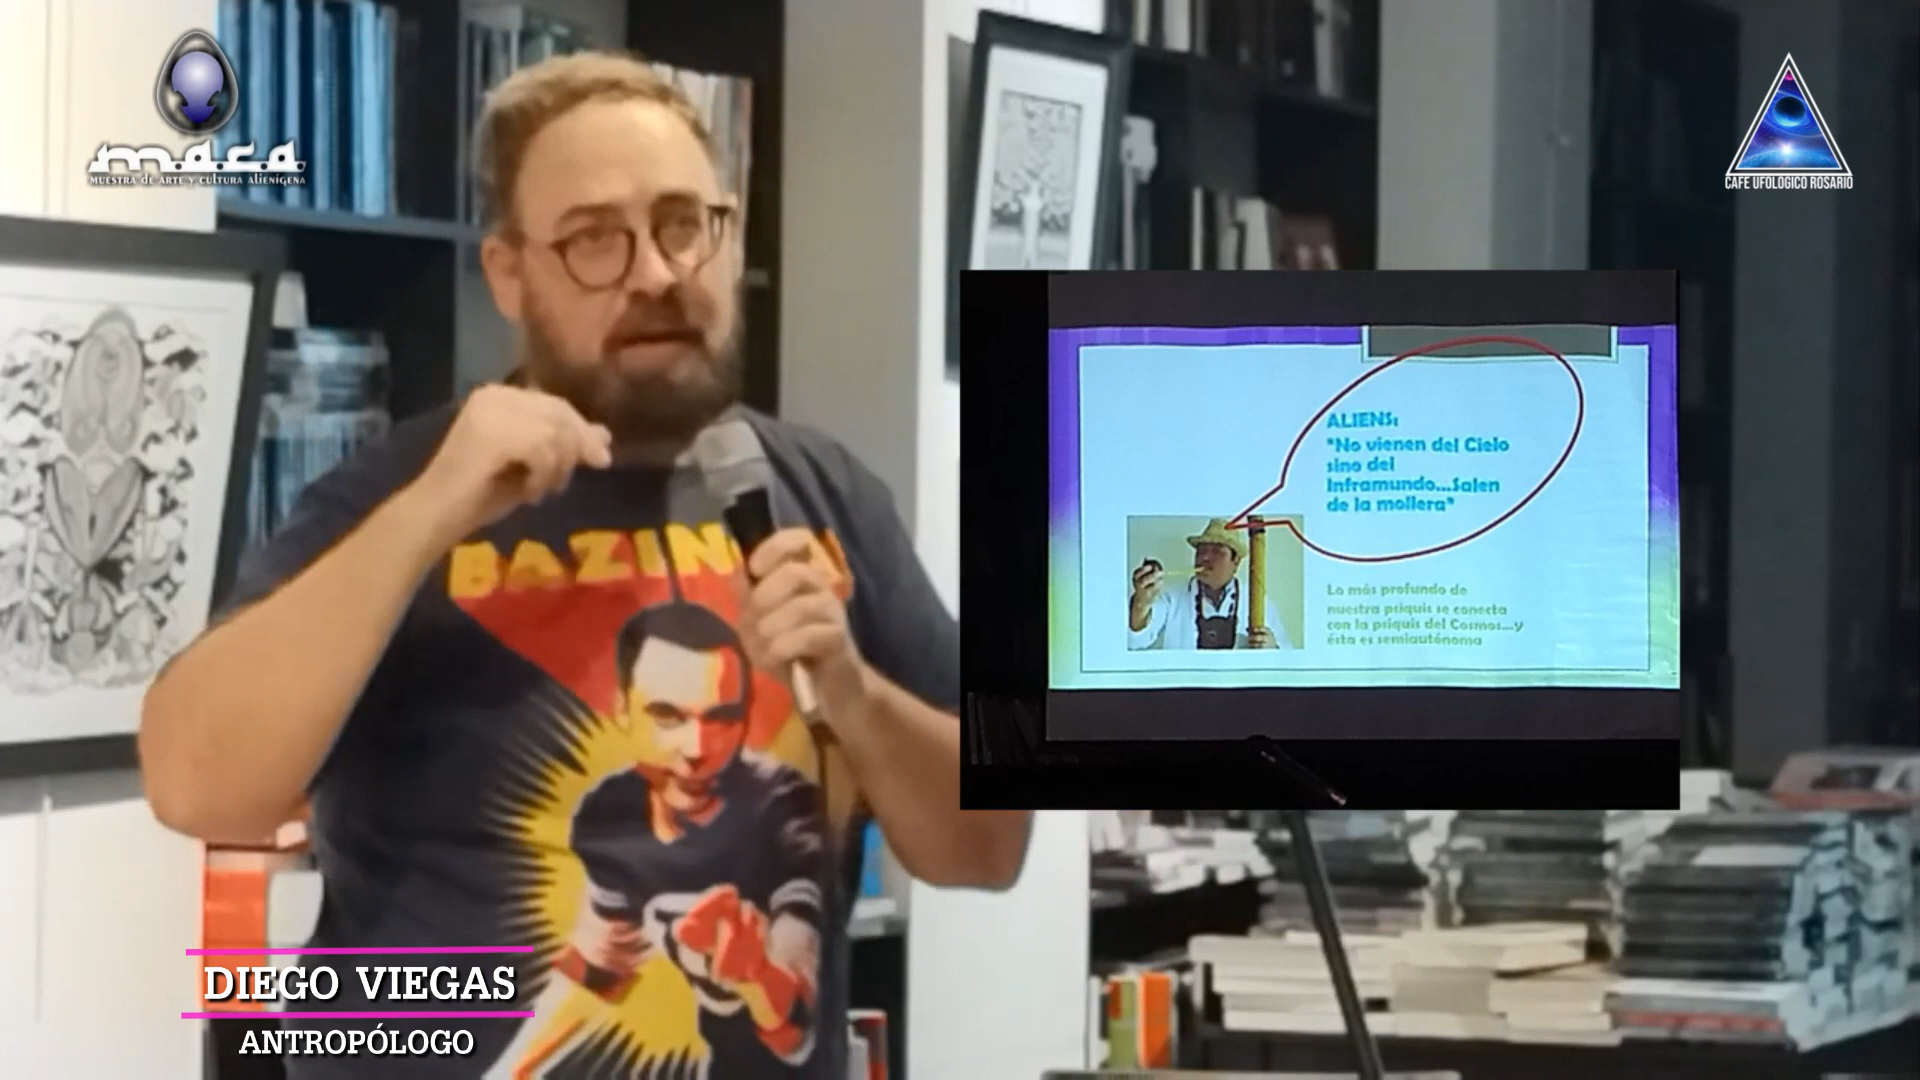 m.a.c.a.
MUESTRA de ARTE y CULTURA ALIENÍGENA
CAFE UFOLOGICO ROSARIO
BAZIN
ALIENS:
"No vienen del Cielo
sino del
Inframundo...Salen
de la mollera"
Lo más profundo de
nuestra psiquis se conecta
con la psiquis del Cosmos...y
ésta es semiautónoma
DIEGO VIEGAS
ANTROPÓLOGO